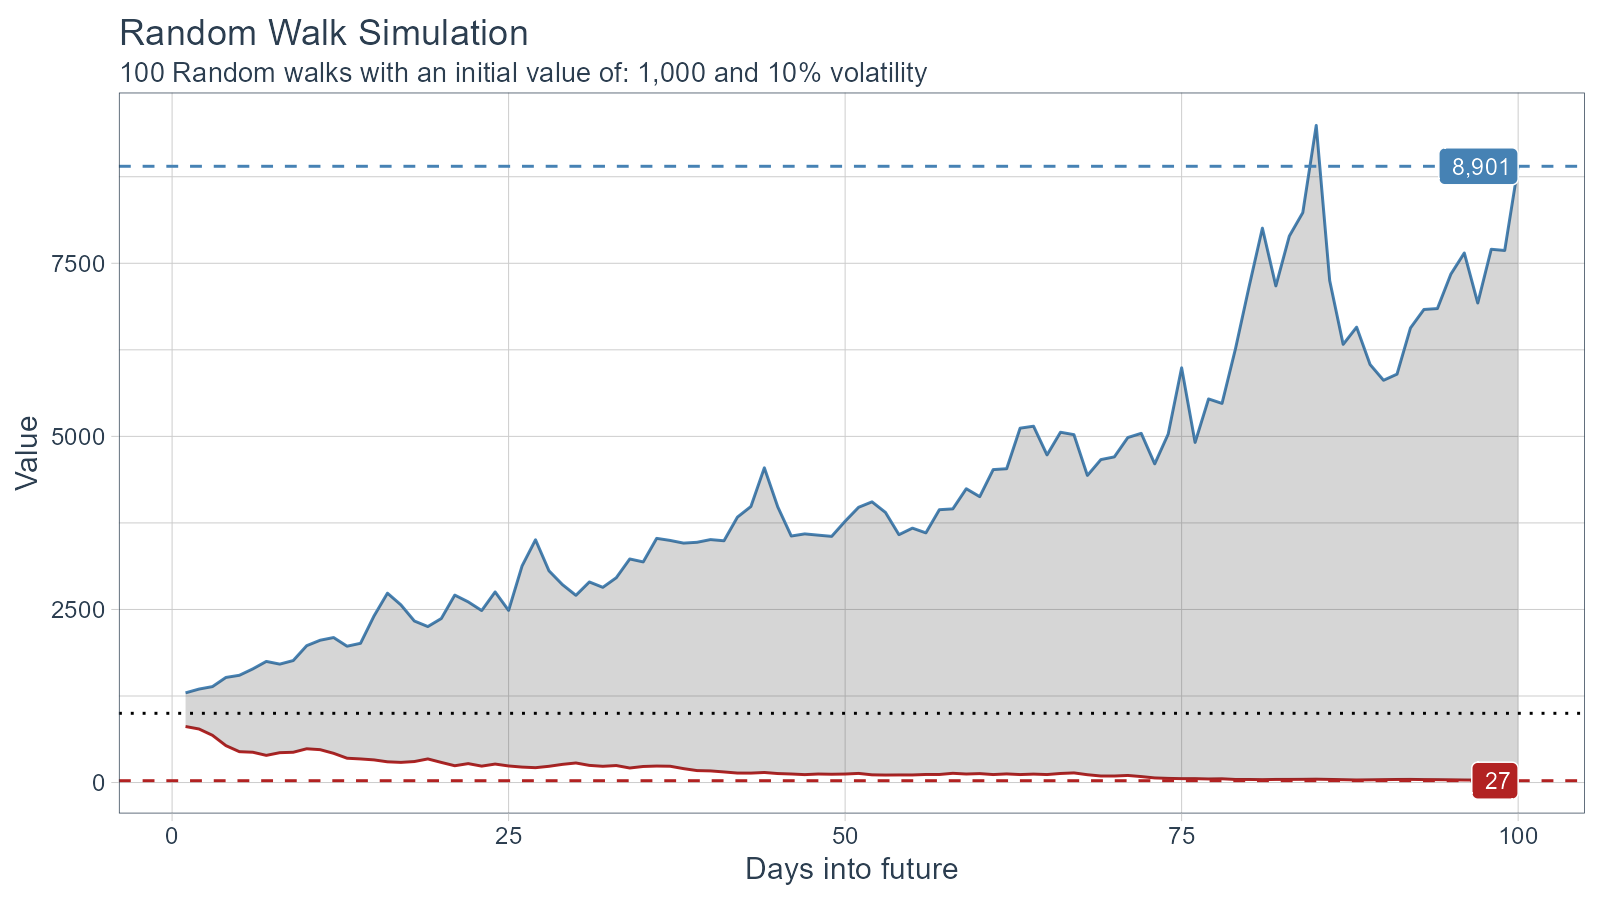 Random Walk Simulation
100 Random walks with an initial value of: 1,000 and 10% volatility
8,901
7500
5000
Value
2500
0
27
0 25 50 75 100
Days into future